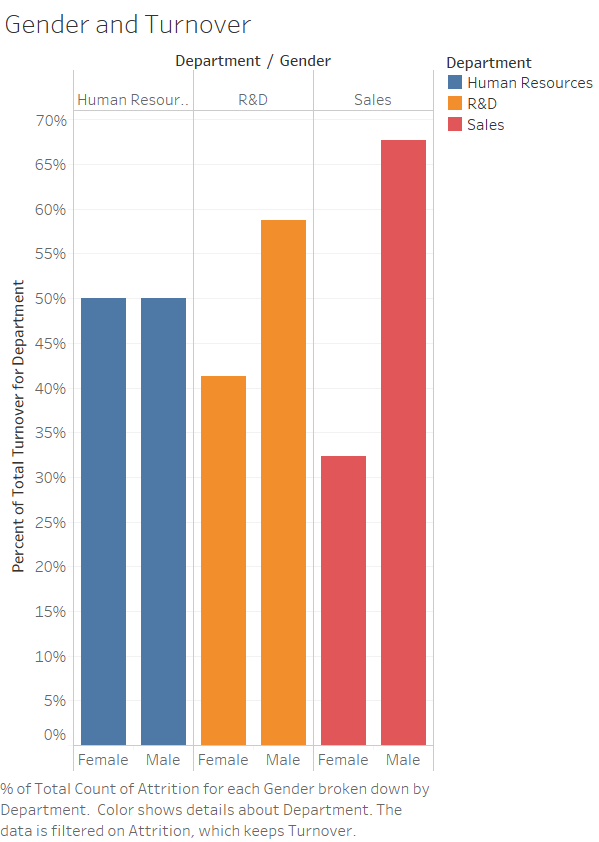 Gender and Turnover
Department / Gender
Human Resour..
R&D
Sales
Department
Human Resources
R&D
Sales
Percent of Total Turnover for Department
70%
65%
60%
55%
50%
45%
40%
35%
30%
25%
20%
15%
10%
5%
0%
Female Male Female Male Female Male
% of Total Count of Attrition for each Gender broken down by
Department. Color shows details about Department. The
data is filtered on Attrition, which keeps Turnover.